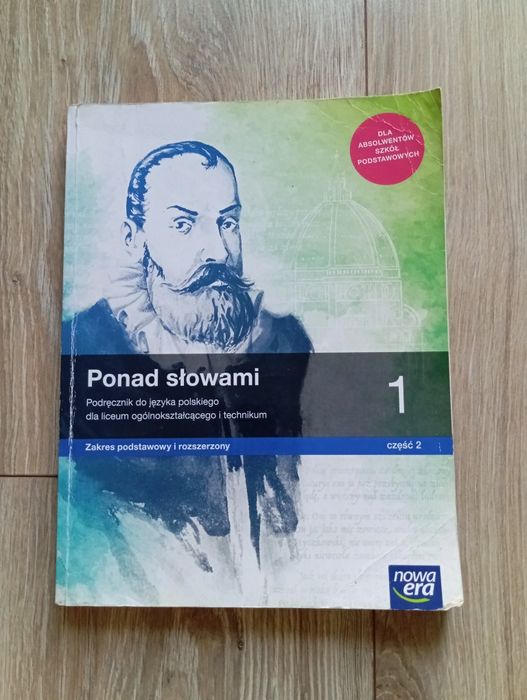 DLA
ABSOLWENTÓW
SZKÓŁ
PODSTAWOWYCH
Ponad słowami
1
Podręcznik do języka polskiego
dla liceum ogólnokształcącego i technikum
Zakres podstawowy i rozszerzony
część 2
nowa
era